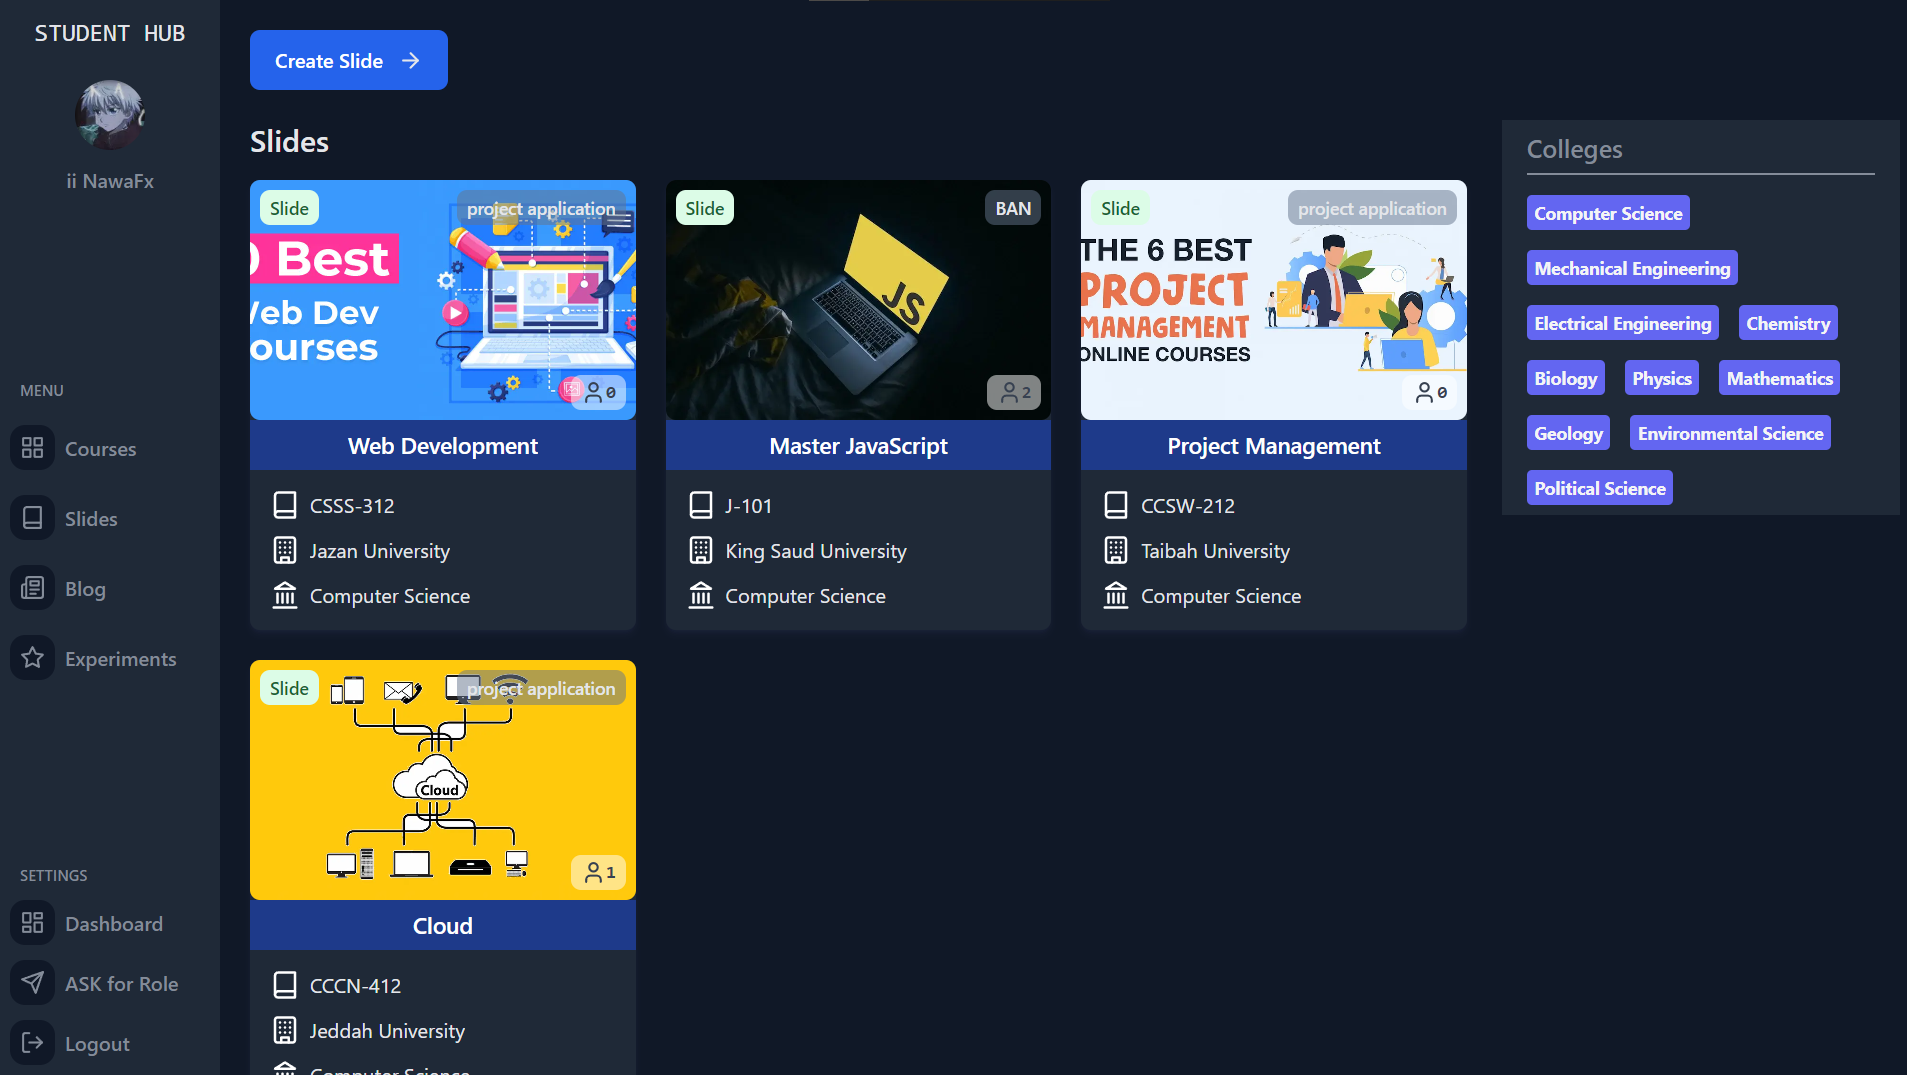 STUDENT HUB
ii NawaFx
MENU
Courses
Slides
Blog
Experiments
SETTINGS
Dashboard
ASK for Role
Logout
Create Slide
Slides
Slide
project application
0 Best
Web Dev
ourses
0
Web Development
CSSS-312
Jazan University
Computer Science
Slide
BAN
JS
2
Master JavaScript
J-101
King Saud University
Computer Science
Slide
project application
THE 6 BEST
PROJECT
MANAGEMENT
ONLINE COURSES
0
Project Management
CCSW-212
Taibah University
Computer Science
Slide
project application
Cloud
1
Cloud
CCCN-412
Jeddah University
Computer Science
Colleges
Computer Science
Mechanical Engineering
Electrical Engineering Chemistry
Biology Physics Mathematics
Geology Environmental Science
Political Science